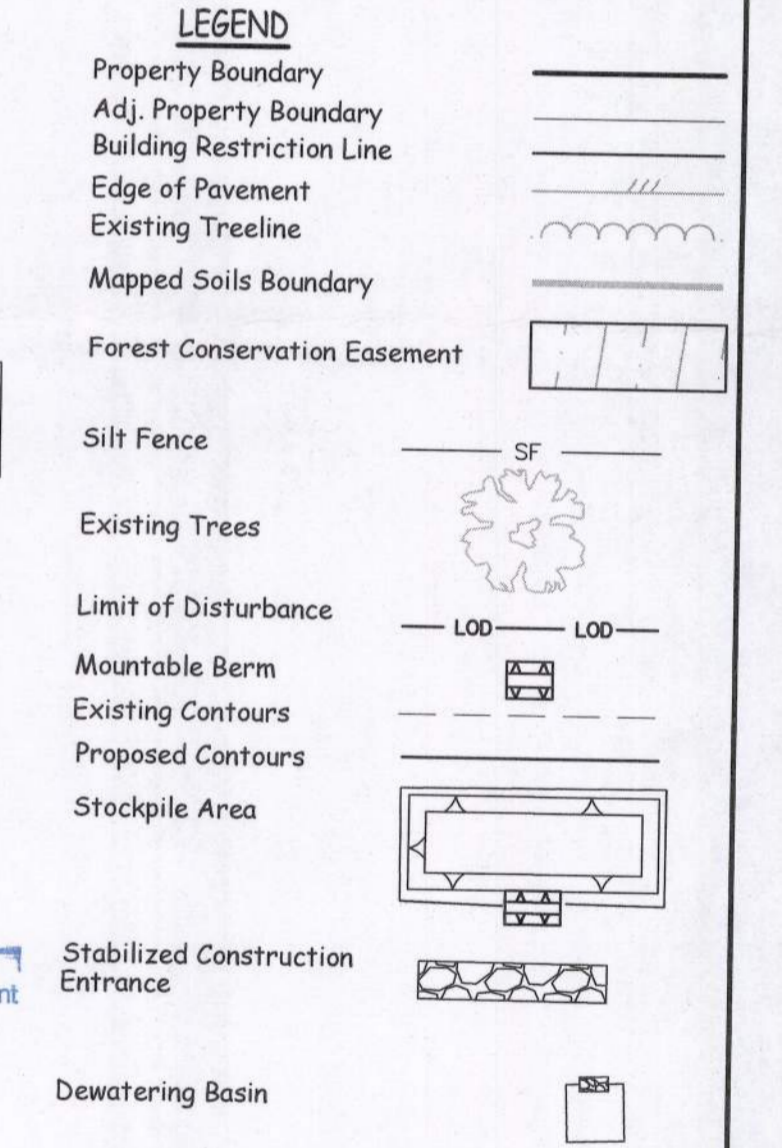 LEGEND
Property Boundary
Adj. Property Boundary
Building Restriction Line
Edge of Pavement
Existing Treeline
Mapped Soils Boundary
Forest Conservation Easement
Silt Fence SF
Existing Trees
Limit of Disturbance
LOD LOD
Mountable Berm
Existing Contours
Proposed Contours
Stockpile Area
Stabilized Construction
Entrance
nt
Dewatering Basin